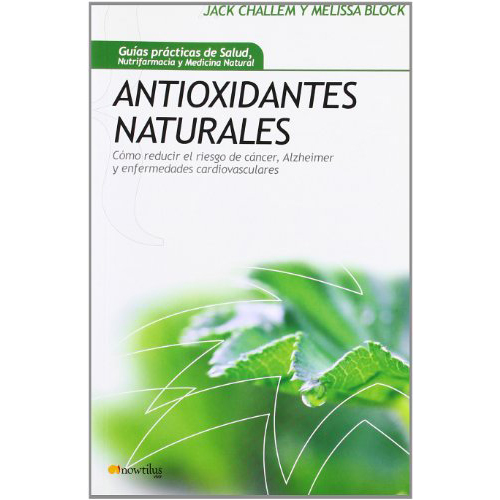 JACK CHALLEM Y MELISSA BLOCK
Guías prácticas de Salud,
Nutrifarmacia y Medicina Natural
ANTIOXIDANTES
NATURALES
Cómo reducir el riesgo de cáncer, Alzheimer
y enfermedades cardiovasculares
nowtilus